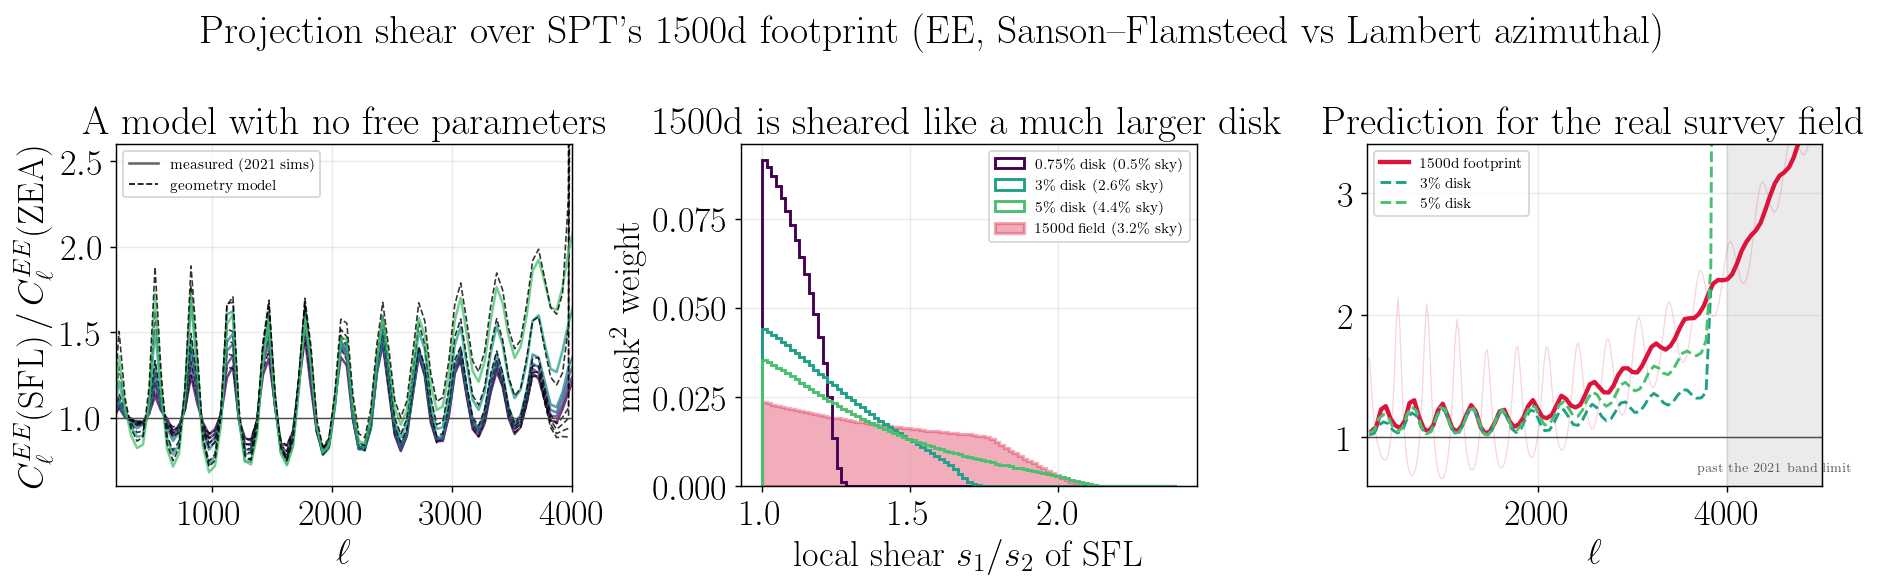 Projection shear over SPT's 1500d footprint (EE, Sanson–Flamsteed vs Lambert azimuthal)
A model with no free parameters
C_ℓ^{EE}(SFL) / C_ℓ^{EE}(ZEA)
2.5
2.0
1.5
1.0
measured (2021 sims)
geometry model
1000
2000
3000
4000
ℓ
1500d is sheared like a much larger disk
mask² weight
0.075
0.050
0.025
0.000
0.75% disk (0.5% sky)
3% disk (2.6% sky)
5% disk (4.4% sky)
1500d field (3.2% sky)
1.0
1.5
2.0
local shear s₁/s₂ of SFL
Prediction for the real survey field
3
2
1
1500d footprint
3% disk
5% disk
past the 2021 band limit
2000
4000
ℓ